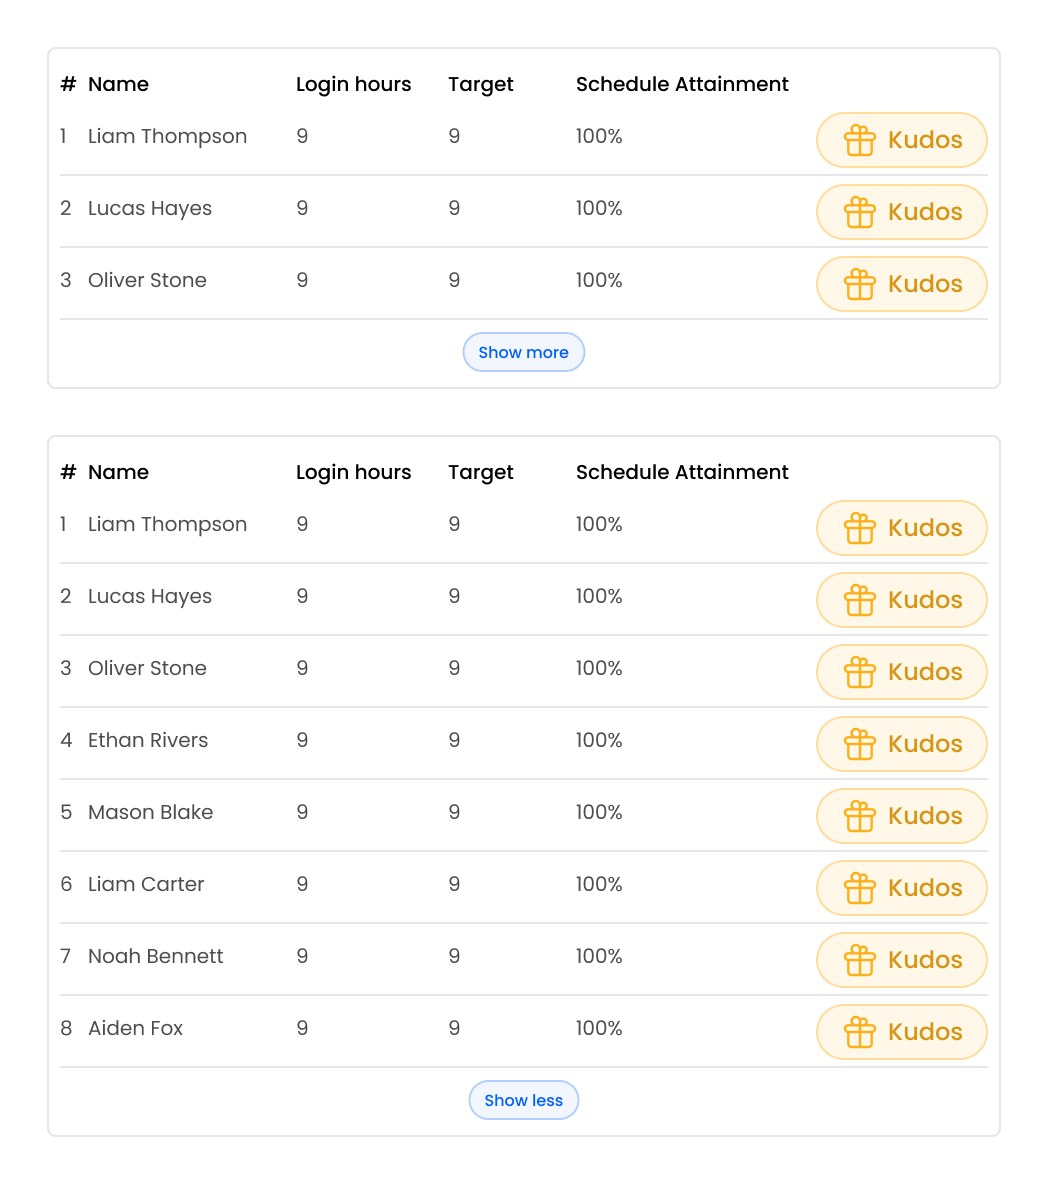 # Name Login hours Target Schedule Attainment
1 Liam Thompson 9 9 100% Kudos
2 Lucas Hayes 9 9 100% Kudos
3 Oliver Stone 9 9 100% Kudos
Show more
# Name Login hours Target Schedule Attainment
1 Liam Thompson 9 9 100% Kudos
2 Lucas Hayes 9 9 100% Kudos
3 Oliver Stone 9 9 100% Kudos
4 Ethan Rivers 9 9 100% Kudos
5 Mason Blake 9 9 100% Kudos
6 Liam Carter 9 9 100% Kudos
7 Noah Bennett 9 9 100% Kudos
8 Aiden Fox 9 9 100% Kudos
Show less